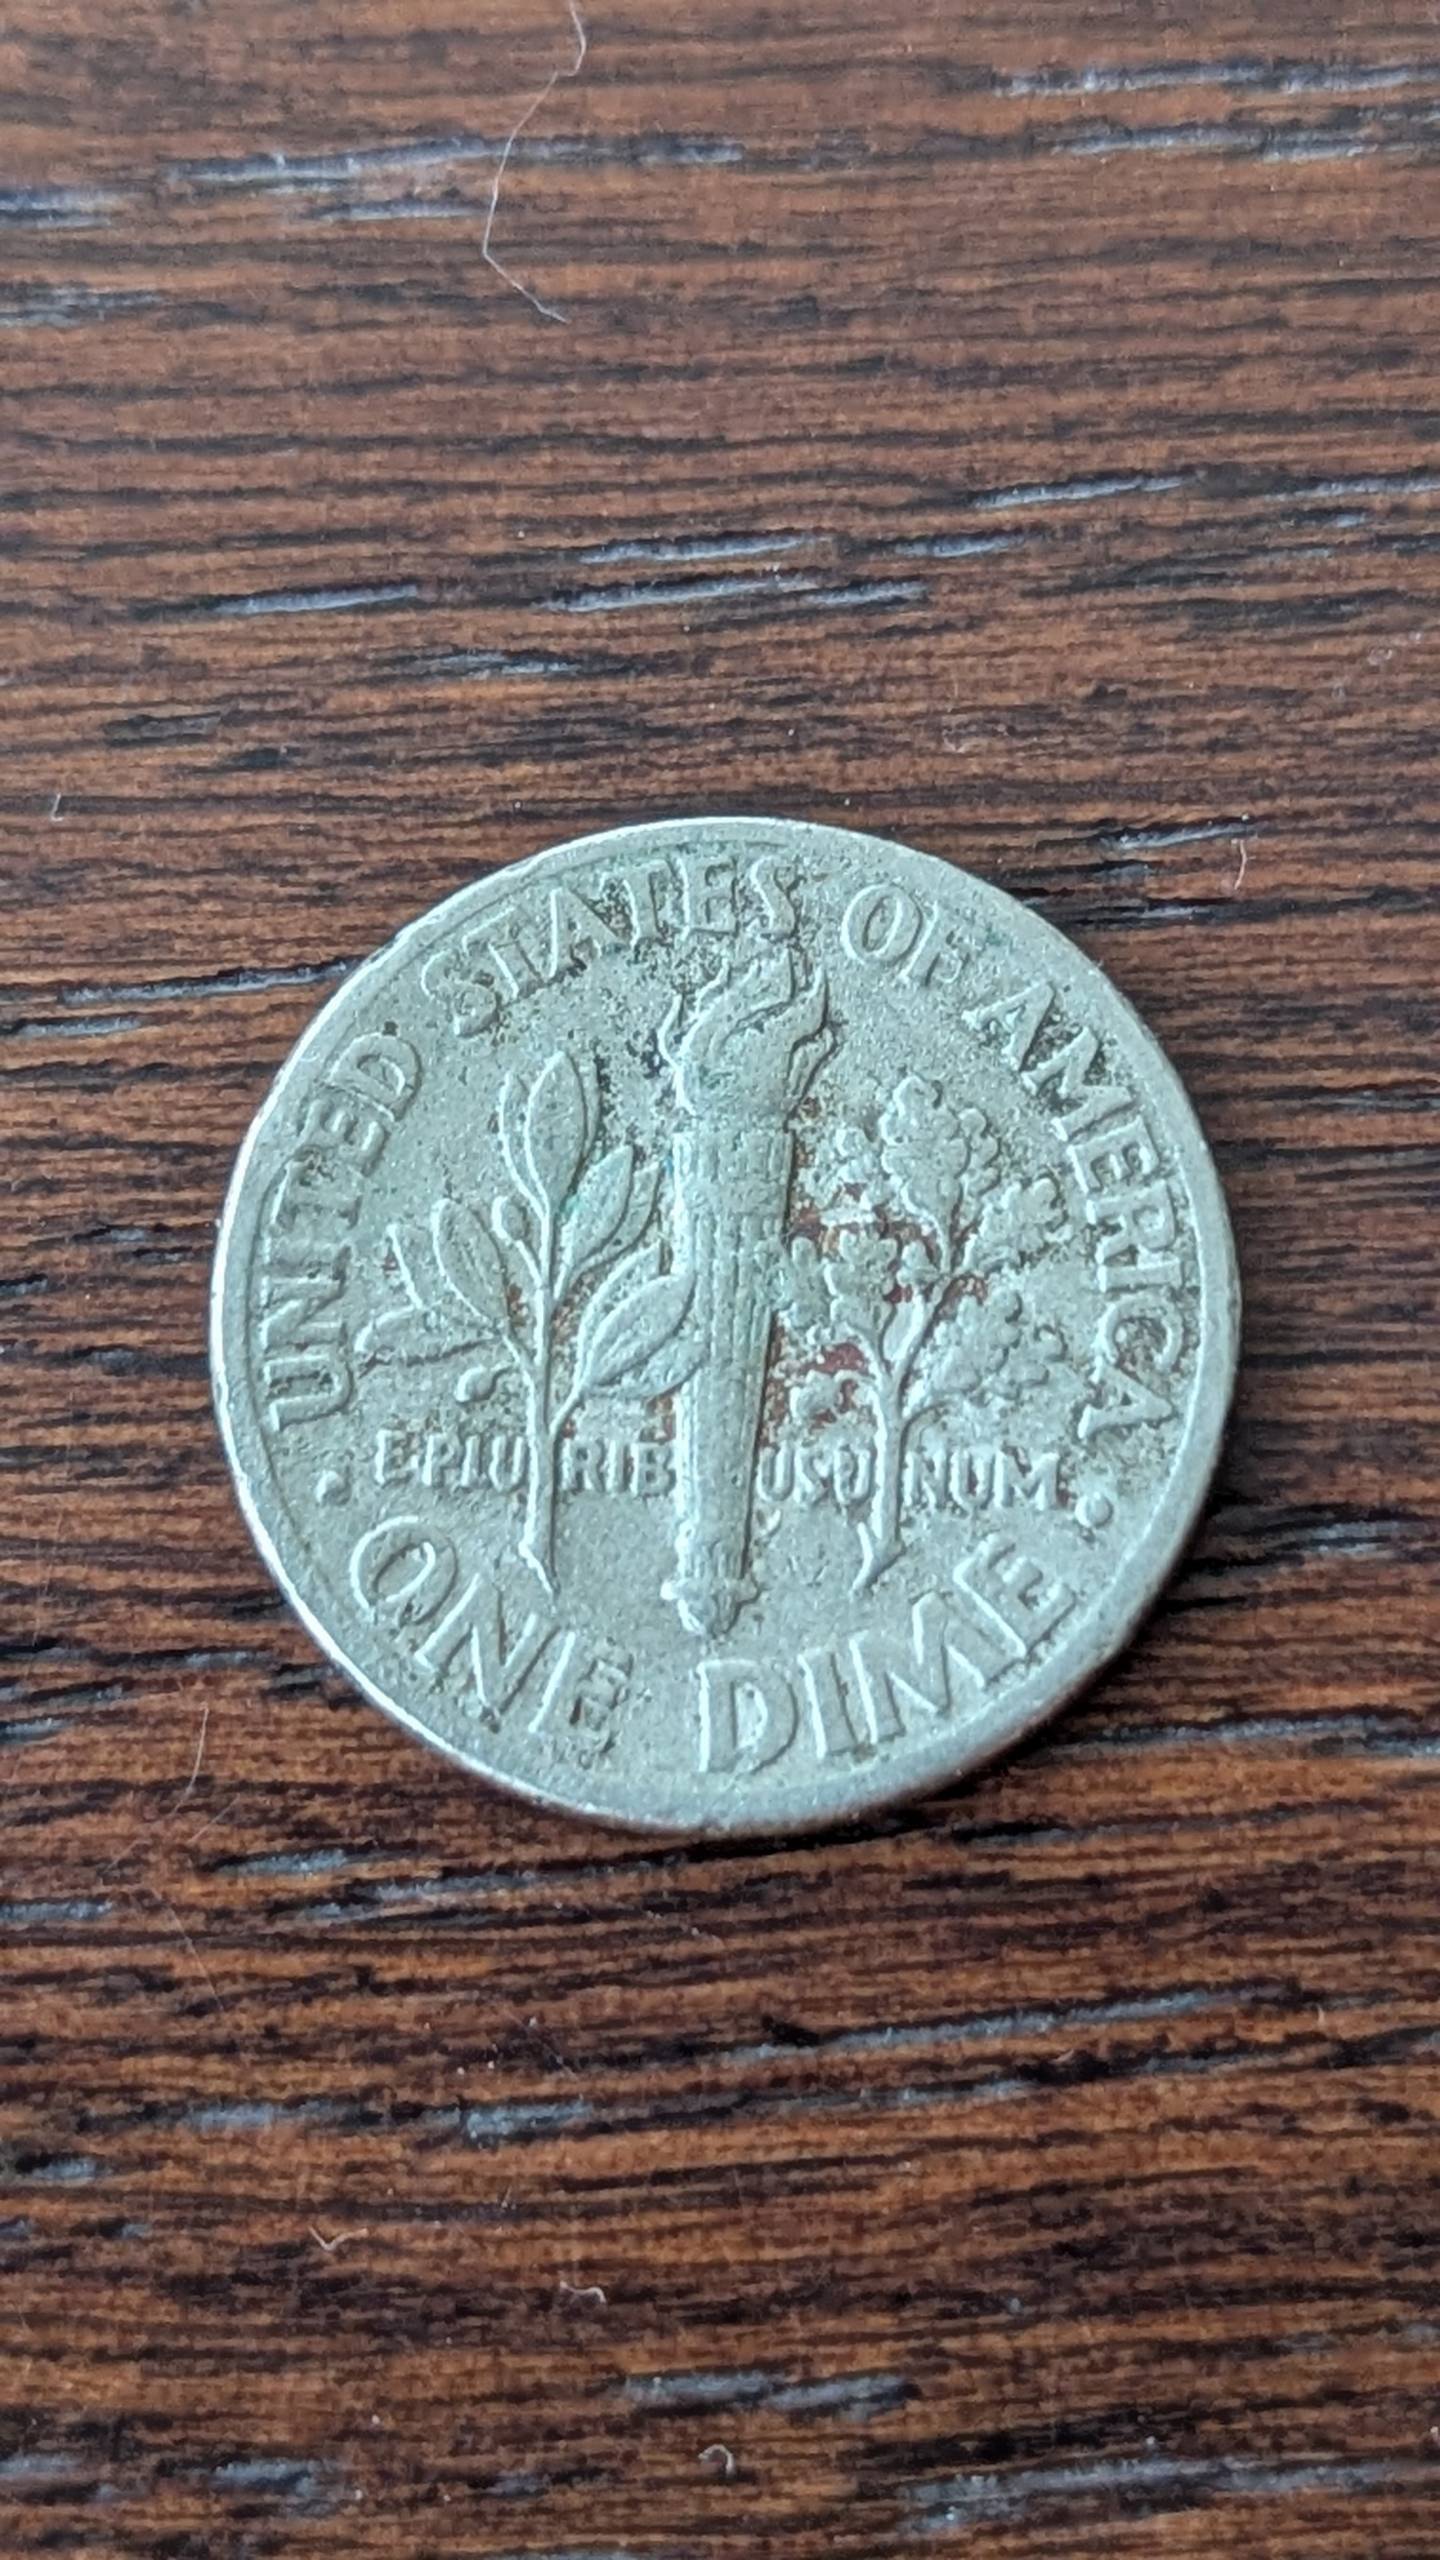 UNITED STATES OF AMERICA
E PLURIBUS UNUM
· ONE DIME ·